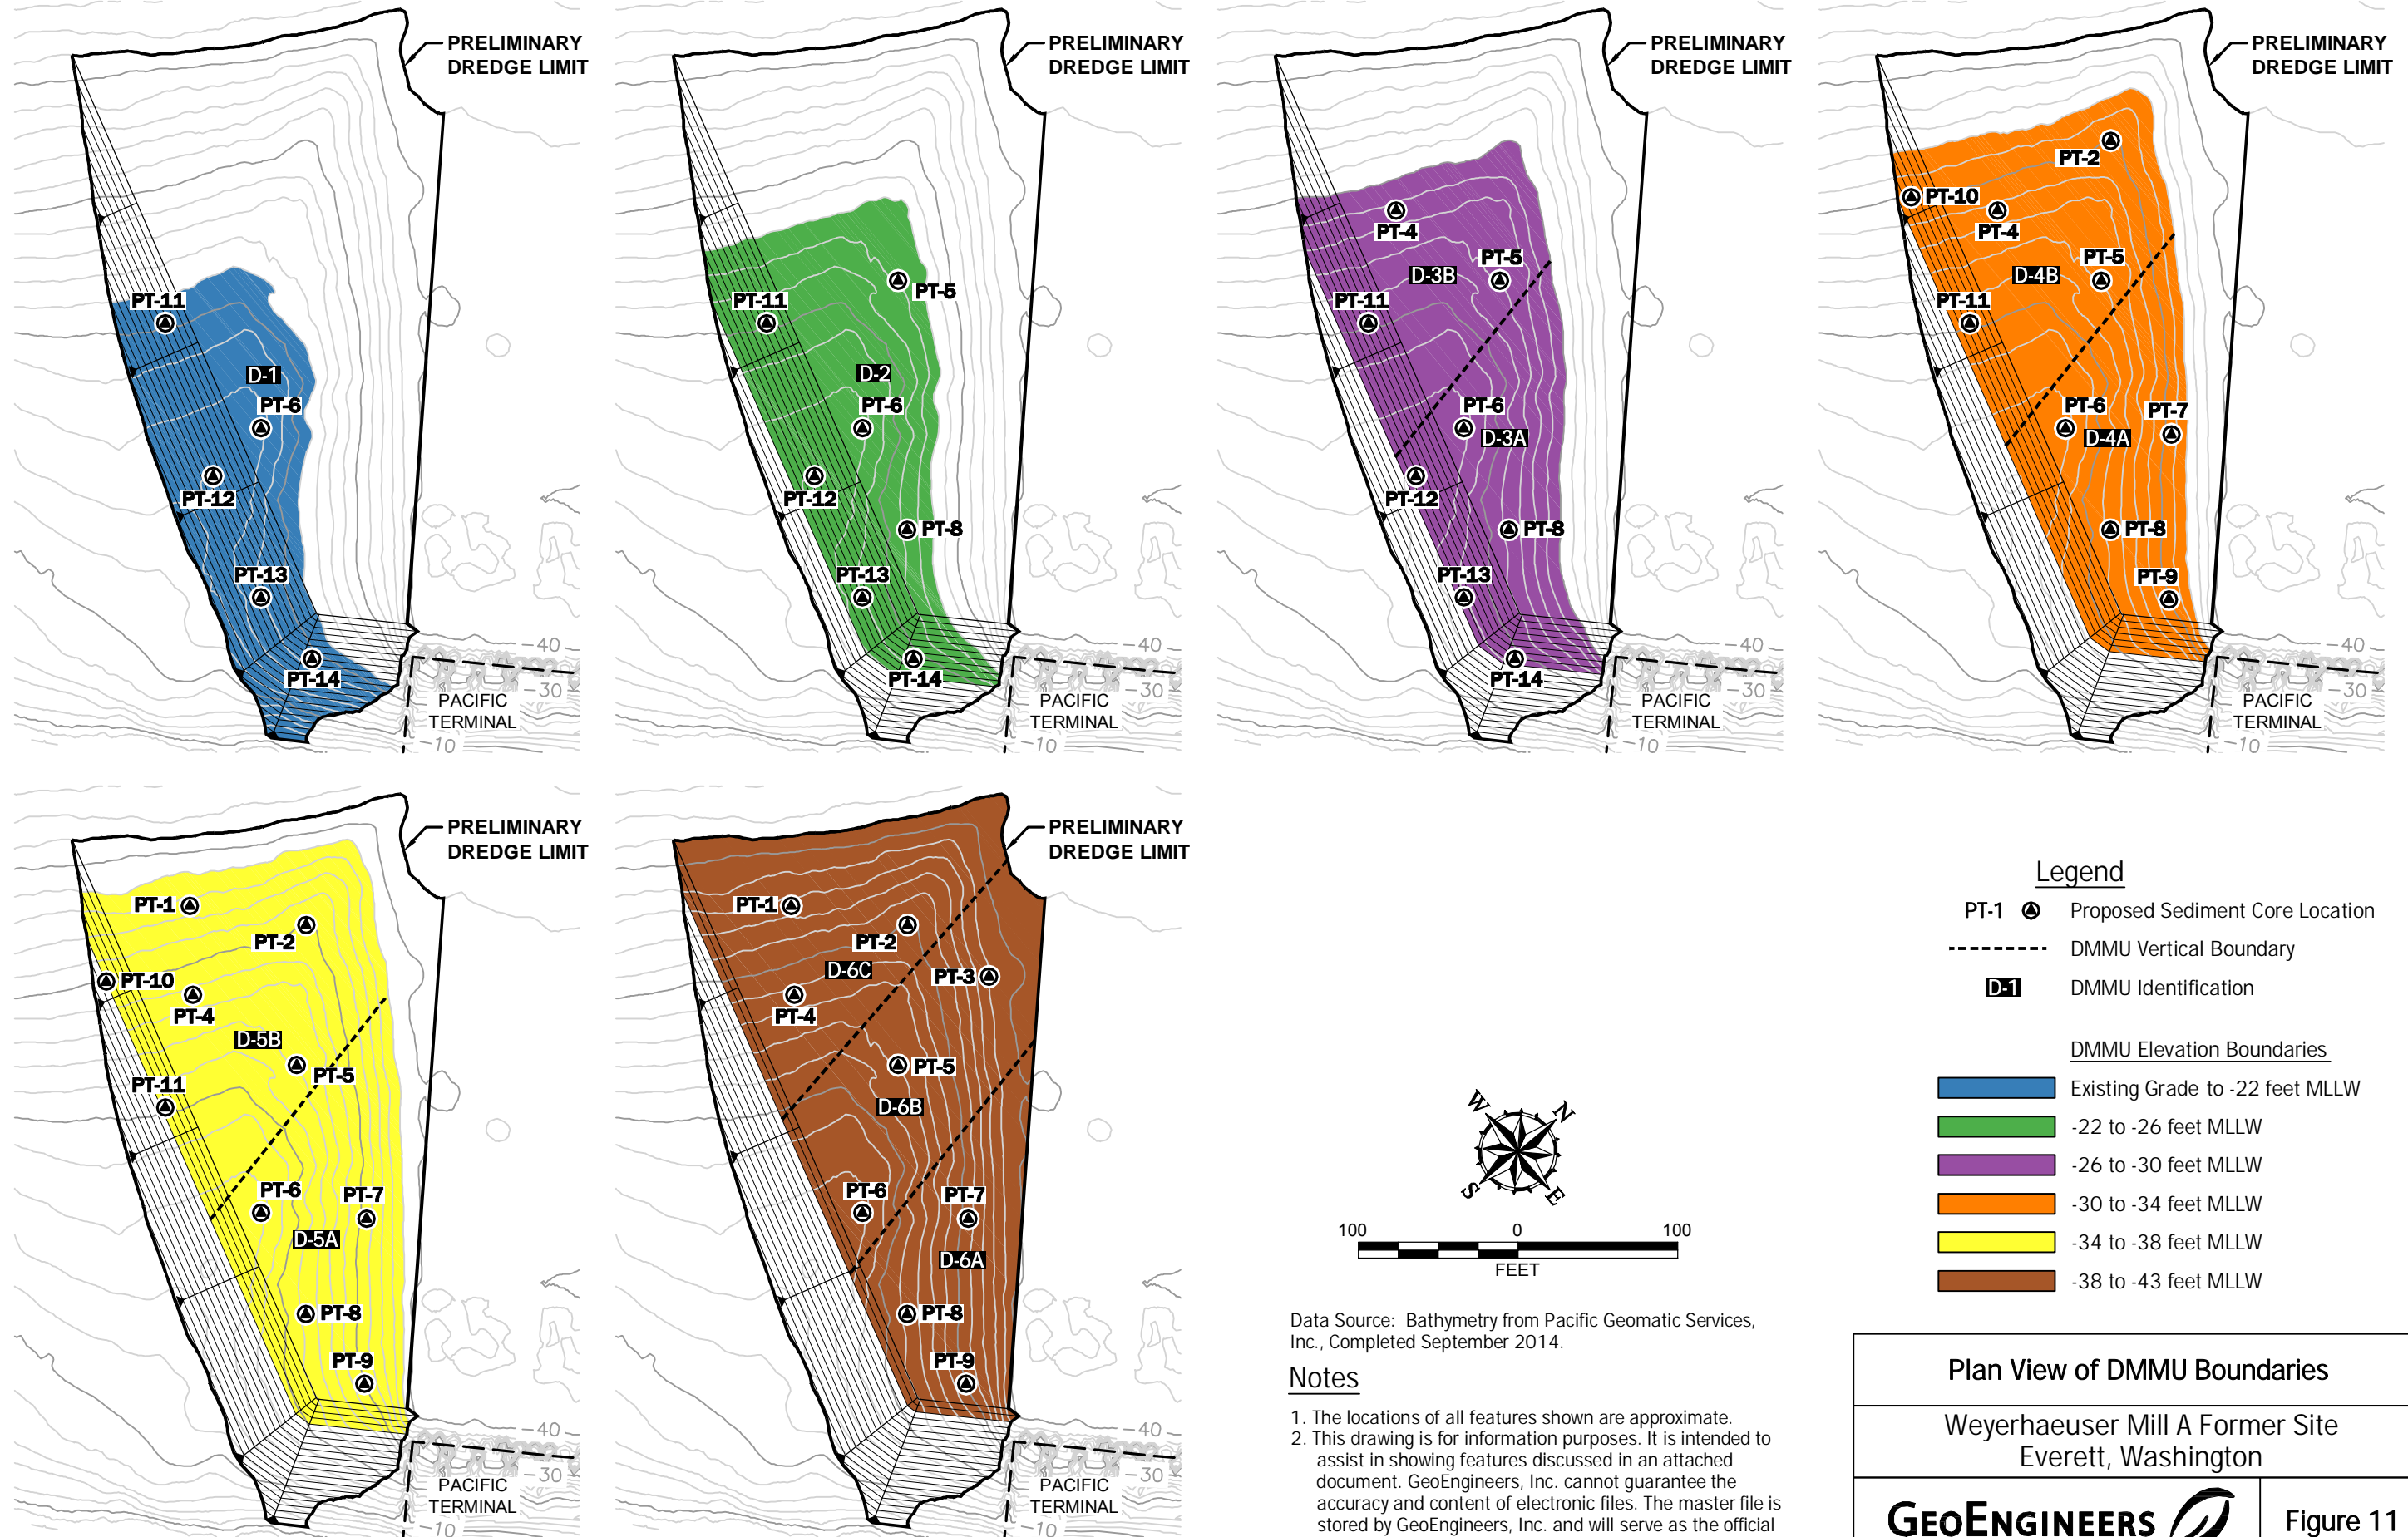 PRELIMINARY
DREDGE LIMIT
PT-11
D-1
PT-6
PT-12
PT-13
PT-14
-40
-30
PACIFIC
TERMINAL
-10
PRELIMINARY
DREDGE LIMIT
PT-5
PT-11
D-2
PT-6
PT-12
PT-8
PT-13
PT-14
-40
-30
PACIFIC
TERMINAL
-10
PRELIMINARY
DREDGE LIMIT
PT-4
PT-5
D-3B
PT-11
PT-6
D-3A
PT-12
PT-8
PT-13
PT-14
-40
-30
PACIFIC
TERMINAL
-10
PRELIMINARY
DREDGE LIMIT
PT-2
PT-10
PT-4
PT-5
D-4B
PT-11
PT-6
PT-7
D-4A
PT-8
PT-9
-40
-30
PACIFIC
TERMINAL
-10
PRELIMINARY
DREDGE LIMIT
PT-1
PT-2
PT-10
PT-4
D-5B
PT-5
PT-11
PT-6
PT-7
D-5A
PT-8
PT-9
-40
-30
PACIFIC
TERMINAL
-10
PRELIMINARY
DREDGE LIMIT
PT-1
PT-2
D-6C
PT-3
PT-4
PT-5
D-6B
PT-6
PT-7
D-6A
PT-8
PT-9
-40
-30
PACIFIC
TERMINAL
-10
W N
S E
100 0 100
FEET
Data Source: Bathymetry from Pacific Geomatic Services,
Inc., Completed September 2014.
Notes
1. The locations of all features shown are approximate.
2. This drawing is for information purposes. It is intended to
assist in showing features discussed in an attached
document. GeoEngineers, Inc. cannot guarantee the
accuracy and content of electronic files. The master file is
stored by GeoEngineers, Inc. and will serve as the official
Legend
PT-1 Proposed Sediment Core Location
DMMU Vertical Boundary
D-1 DMMU Identification
DMMU Elevation Boundaries
Existing Grade to -22 feet MLLW
-22 to -26 feet MLLW
-26 to -30 feet MLLW
-30 to -34 feet MLLW
-34 to -38 feet MLLW
-38 to -43 feet MLLW
Plan View of DMMU Boundaries
Weyerhaeuser Mill A Former Site
Everett, Washington
GEOENGINEERS
Figure 11